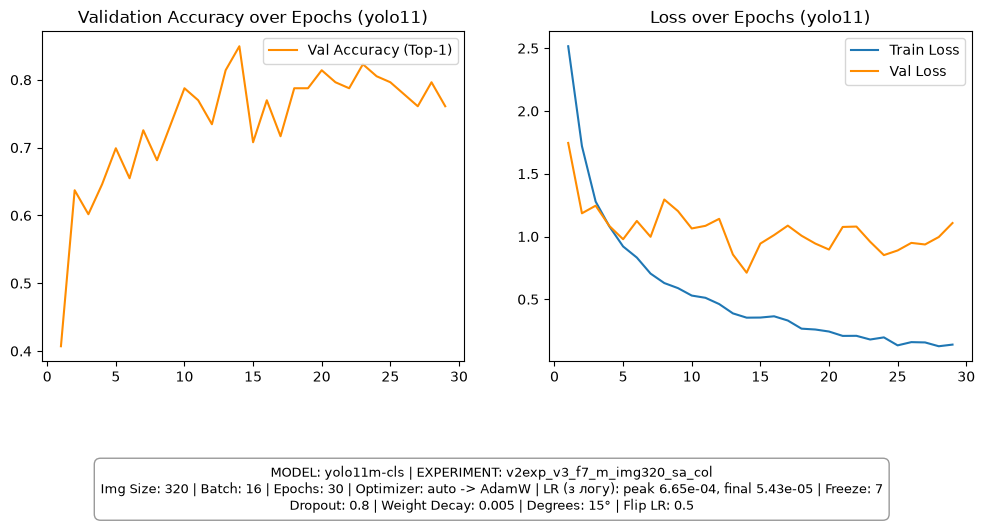 Validation Accuracy over Epochs (yolo11)
Val Accuracy (Top-1)
0.8
0.7
0.6
0.5
0.4
0 5 10 15 20 25 30
Loss over Epochs (yolo11)
Train Loss
Val Loss
2.5
2.0
1.5
1.0
0.5
0 5 10 15 20 25 30
MODEL: yolo11m-cls | EXPERIMENT: v2exp_v3_f7_m_img320_sa_col
Img Size: 320 | Batch: 16 | Epochs: 30 | Optimizer: auto -> AdamW | LR (з логу): peak 6.65e-04, final 5.43e-05 | Freeze: 7
Dropout: 0.8 | Weight Decay: 0.005 | Degrees: 15° | Flip LR: 0.5